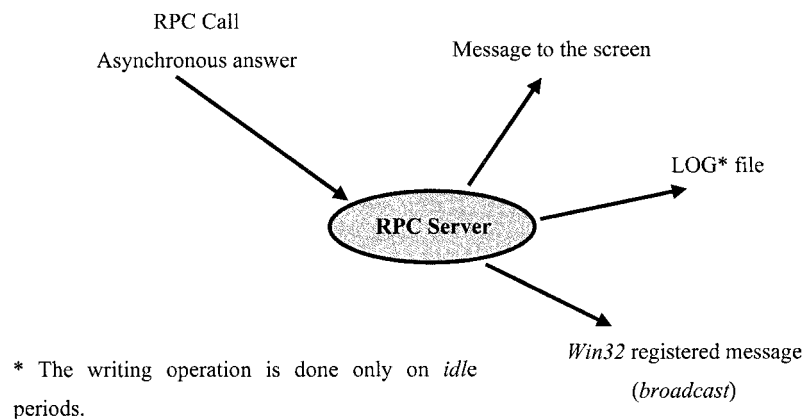 RPC Call
Asynchronous answer
Message to the screen
LOG* file
RPC Server
Win32 registered message
(broadcast)
* The writing operation is done only on idle
periods.